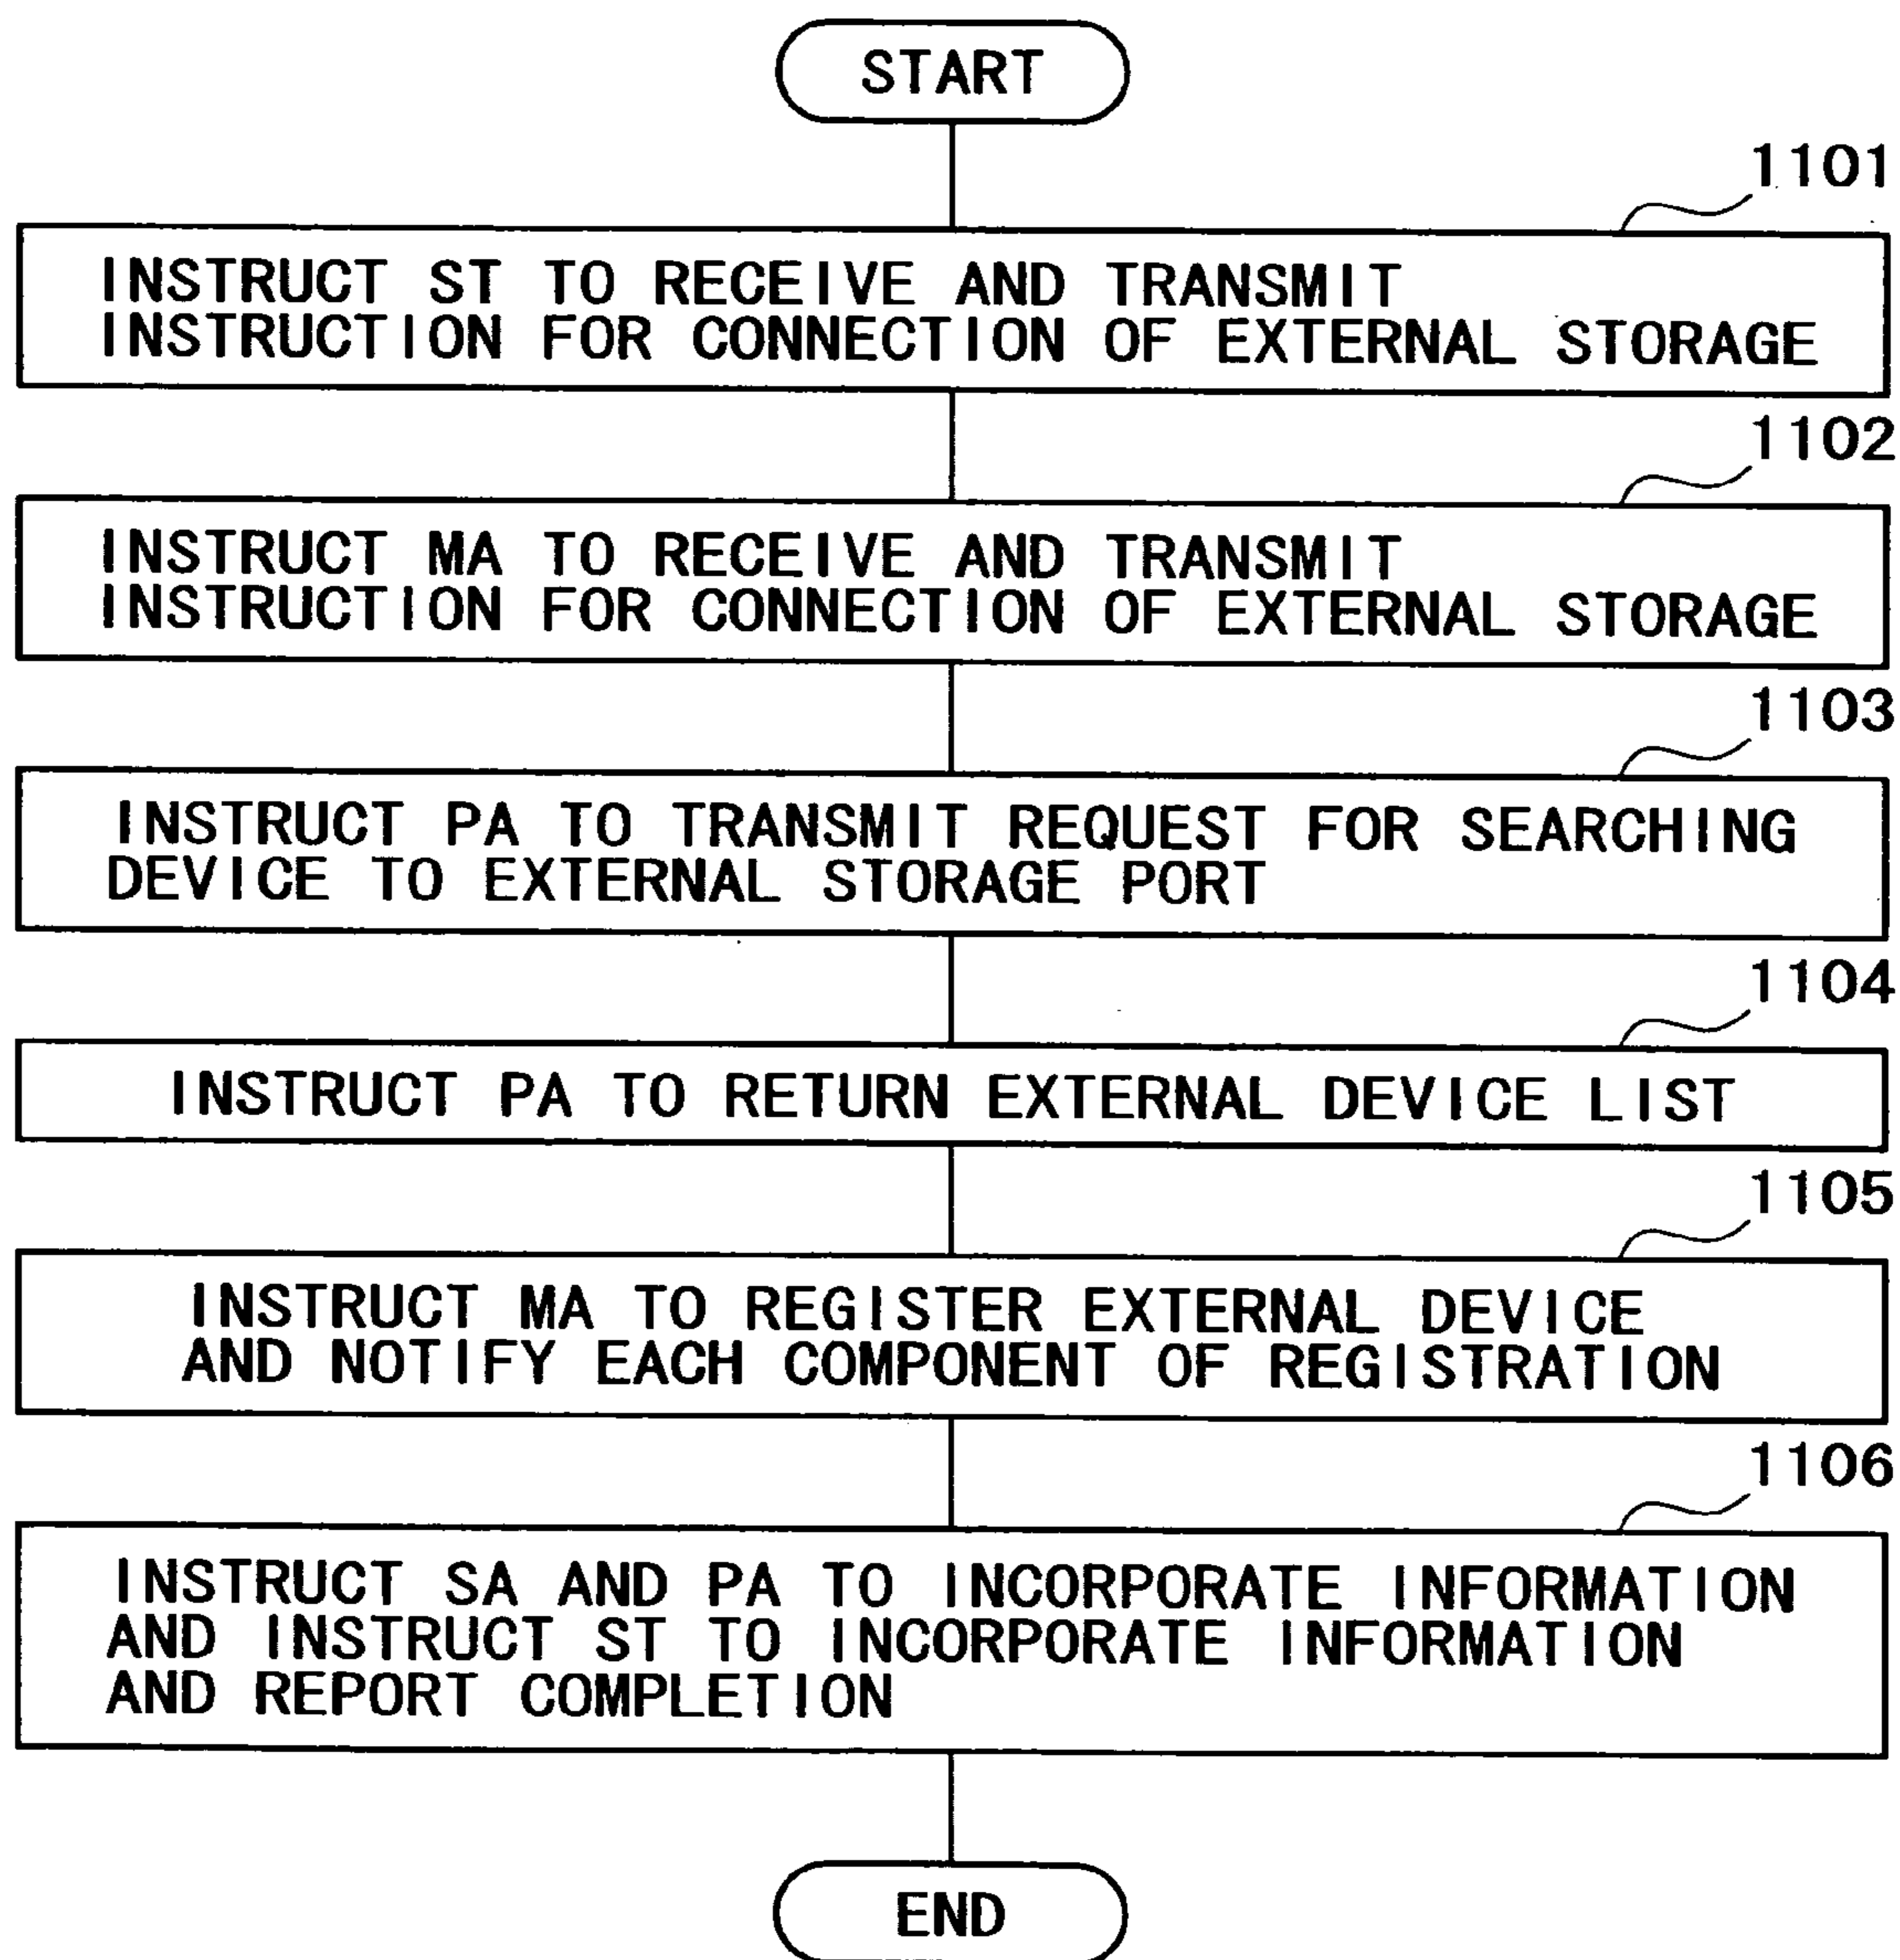 START
1101
INSTRUCT ST TO RECEIVE AND TRANSMIT
INSTRUCTION FOR CONNECTION OF EXTERNAL STORAGE
1102
INSTRUCT MA TO RECEIVE AND TRANSMIT
INSTRUCTION FOR CONNECTION OF EXTERNAL STORAGE
1103
INSTRUCT PA TO TRANSMIT REQUEST FOR SEARCHING
DEVICE TO EXTERNAL STORAGE PORT
1104
INSTRUCT PA TO RETURN EXTERNAL DEVICE LIST
1105
INSTRUCT MA TO REGISTER EXTERNAL DEVICE
AND NOTIFY EACH COMPONENT OF REGISTRATION
1106
INSTRUCT SA AND PA TO INCORPORATE INFORMATION
AND INSTRUCT ST TO INCORPORATE INFORMATION
AND REPORT COMPLETION
END